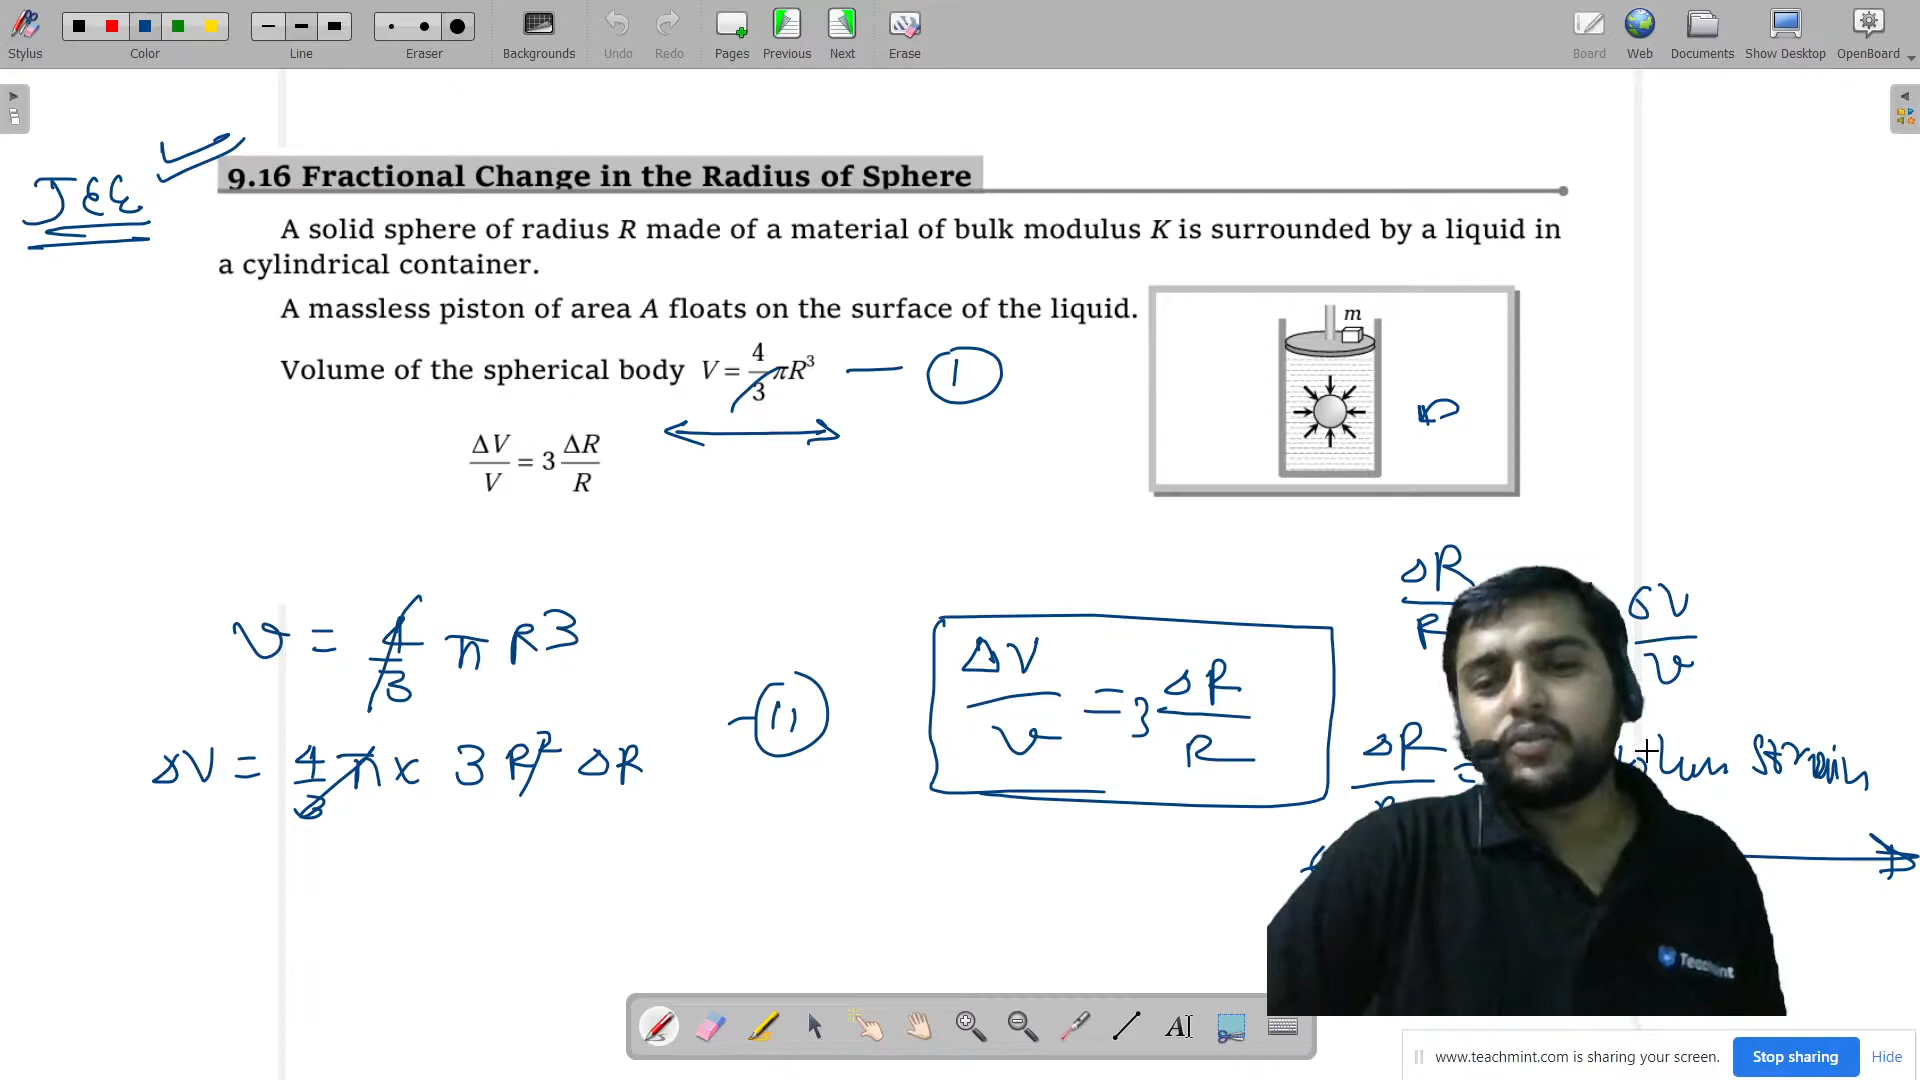 Stylus Color Line Eraser Backgrounds Undo Redo Pages Previous Next Erase Board Web Documents Show Desktop OpenBoard
JEE
9.16 Fractional Change in the Radius of Sphere
A solid sphere of radius R made of a material of bulk modulus K is surrounded by a liquid in
a cylindrical container.
A massless piston of area A floats on the surface of the liquid.
m
Volume of the spherical body V = 4/3 πR³ — 1
ΔV/V = 3 ΔR/R
V = 4/3 π R3
ΔV = 4/3 π x 3 R² ΔR
- 11
ΔV/V = 3 ΔR/R
ΔR/R
δV/V
ΔR =
Strain
Teachmint
www.teachmint.com is sharing your screen. Stop sharing Hide